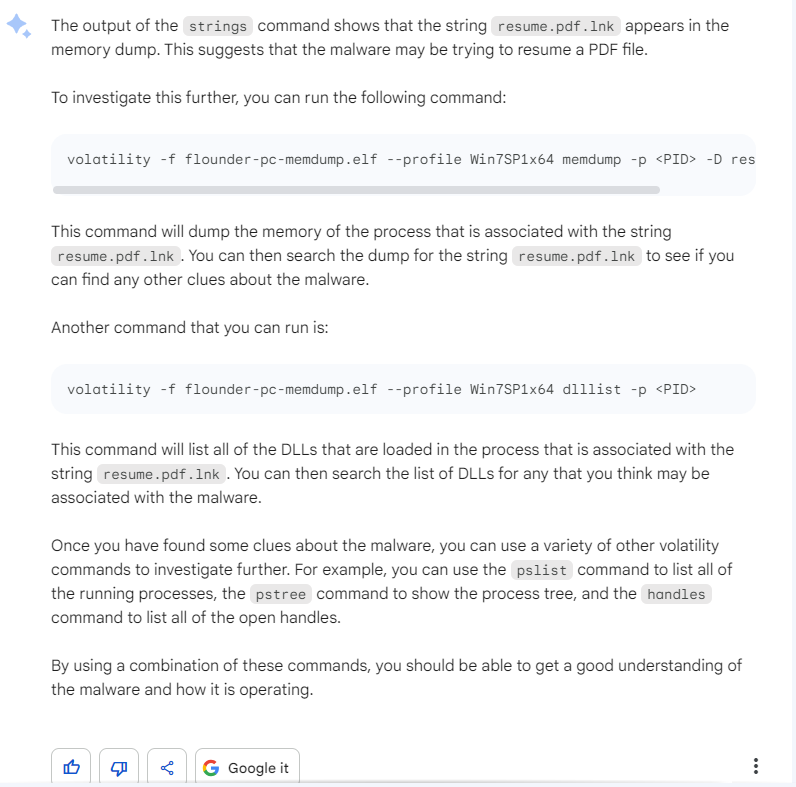 The output of the strings command shows that the string resume.pdf.lnk appears in the
memory dump. This suggests that the malware may be trying to resume a PDF file.
To investigate this further, you can run the following command:
volatility -f flounder-pc-memdump.elf --profile Win7SP1x64 memdump -p <PID> -D res
This command will dump the memory of the process that is associated with the string
resume.pdf.lnk. You can then search the dump for the string resume.pdf.lnk to see if you
can find any other clues about the malware.
Another command that you can run is:
volatility -f flounder-pc-memdump.elf --profile Win7SP1x64 dlllist -p <PID>
This command will list all of the DLLs that are loaded in the process that is associated with the
string resume.pdf.lnk. You can then search the list of DLLs for any that you think may be
associated with the malware.
Once you have found some clues about the malware, you can use a variety of other volatility
commands to investigate further. For example, you can use the pslist command to list all of
the running processes, the pstree command to show the process tree, and the handles
command to list all of the open handles.
By using a combination of these commands, you should be able to get a good understanding of
the malware and how it is operating.
Google it